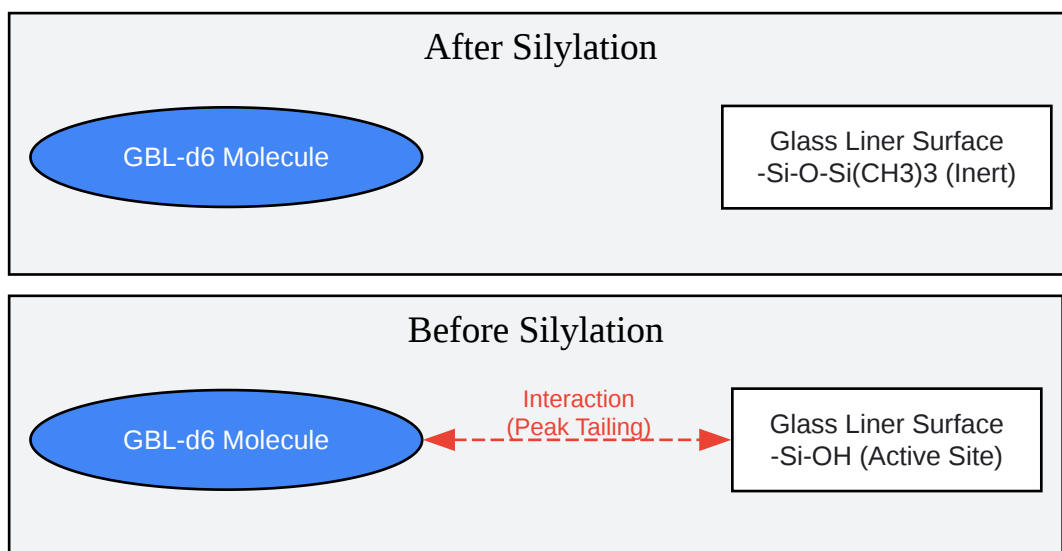 After Silylation
GBL-d6 Molecule
Glass Liner Surface
-Si-O-Si(CH3)3 (Inert)
Before Silylation
GBL-d6 Molecule
Interaction
(Peak Tailing)
Glass Liner Surface
-Si-OH (Active Site)